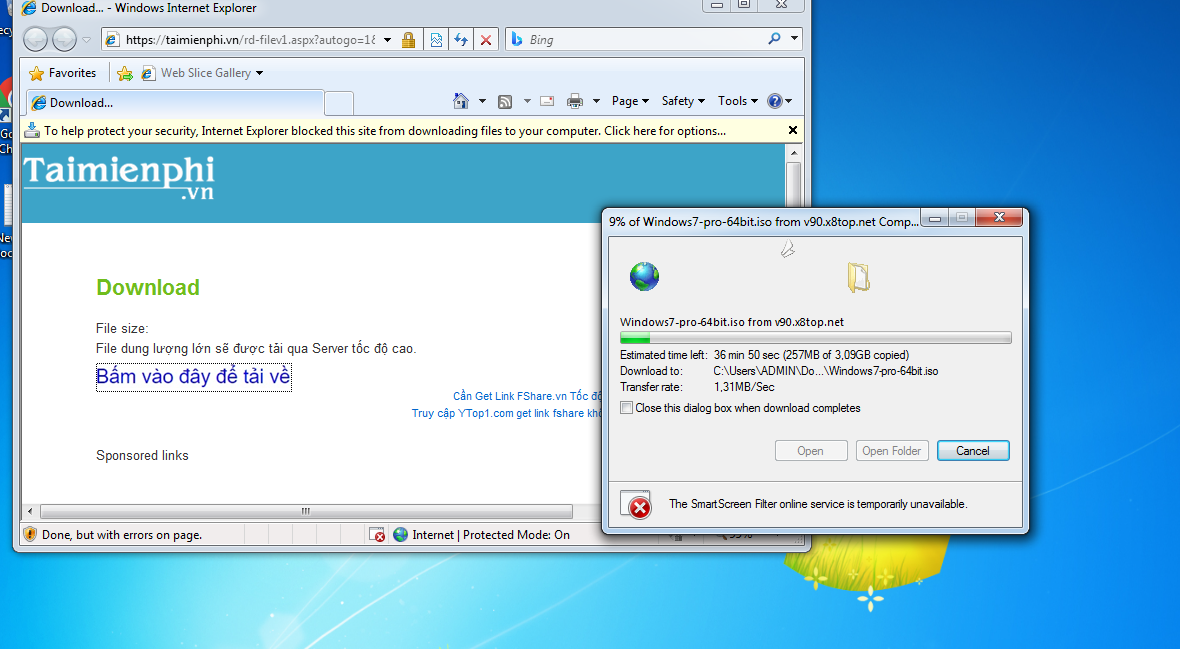 Download... - Windows Internet Explorer
https://taimienphi.vn/rd-filev1.aspx?autogo=1&
Bing
Favorites
Web Slice Gallery
Download...
Page
Safety
Tools
To help protect your security, Internet Explorer blocked this site from downloading files to your computer. Click here for options...
Taimienphi
.vn
Download
File size:
File dung lượng lớn sẽ được tải qua Server tốc độ cao.
Bấm vào đây để tải về
Cần Get Link FShare.vn Tốc độ
Truy cập YTop1.com get link fshare
Sponsored links
Done, but with errors on page.
Internet | Protected Mode: On
9% of Windows7-pro-64bit.iso from v90.x8top.net Comp...
Windows7-pro-64bit.iso from v90.x8top.net
Estimated time left: 36 min 50 sec (257MB of 3,09GB copied)
Download to: C:\Users\ADMIN\Do...\Windows7-pro-64bit.iso
Transfer rate: 1,31MB/Sec
Close this dialog box when download completes
Open
Open Folder
Cancel
The SmartScreen Filter online service is temporarily unavailable.